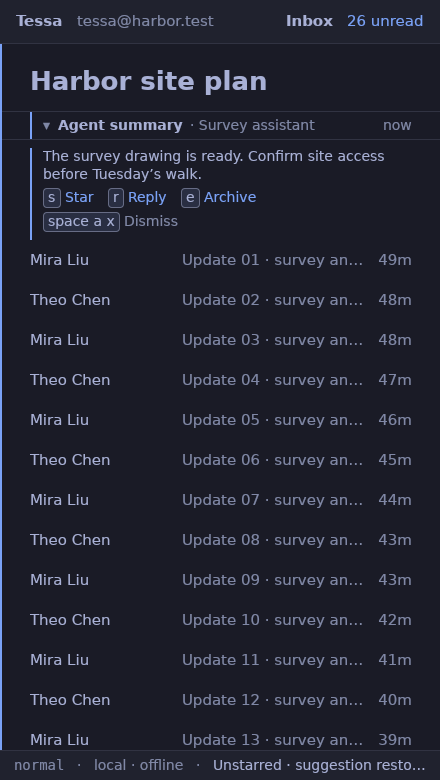 Tessa tessa@harbor.test Inbox 26 unread
Harbor site plan
▾ Agent summary · Survey assistant now
The survey drawing is ready. Confirm site access
before Tuesday’s walk.
s Star r Reply e Archive
space a x Dismiss
Mira Liu Update 01 · survey an… 49m
Theo Chen Update 02 · survey an… 48m
Mira Liu Update 03 · survey an… 48m
Theo Chen Update 04 · survey an… 47m
Mira Liu Update 05 · survey an… 46m
Theo Chen Update 06 · survey an… 45m
Mira Liu Update 07 · survey an… 44m
Theo Chen Update 08 · survey an… 43m
Mira Liu Update 09 · survey an… 43m
Theo Chen Update 10 · survey an… 42m
Mira Liu Update 11 · survey an… 41m
Theo Chen Update 12 · survey an… 40m
Mira Liu Update 13 · survey an… 39m
normal · local · offline · Unstarred · suggestion resto…